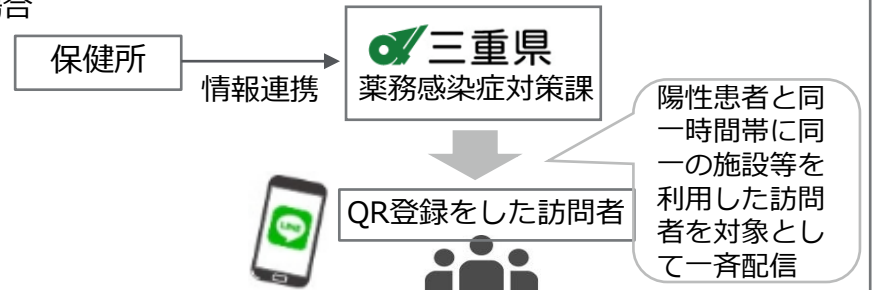 場合
保健所
情報連携
三重県
薬務感染症対策課
陽性患者と同
一時間帯に同
一の施設等を
利用した訪問
者を対象とし
て一斉配信
QR登録をした訪問者
LINE